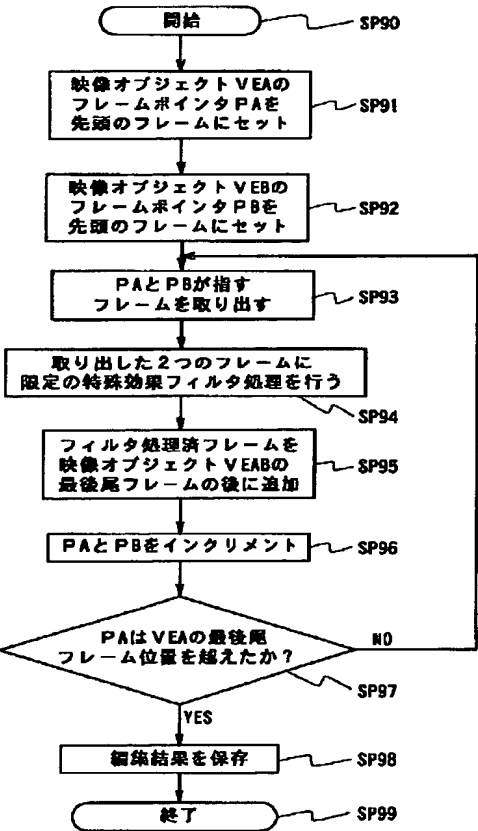 開始
SP90
映像オブジェクトVEAの
フレームポインタPAを
先頭のフレームにセット
SP91
映像オブジェクトVEBの
フレームポインタPBを
先頭のフレームにセット
SP92
PAとPBが指す
フレームを取り出す
SP93
取り出した2つのフレームに
限定の特殊効果フィルタ処理を行う
SP94
フィルタ処理済フレームを
映像オブジェクトVEABの
最後尾フレームの後に追加
SP95
PAとPBをインクリメント
SP96
PAはVEAの最後尾
フレーム位置を越えたか?
NO
SP97
YES
編集結果を保存
SP98
終了
SP99